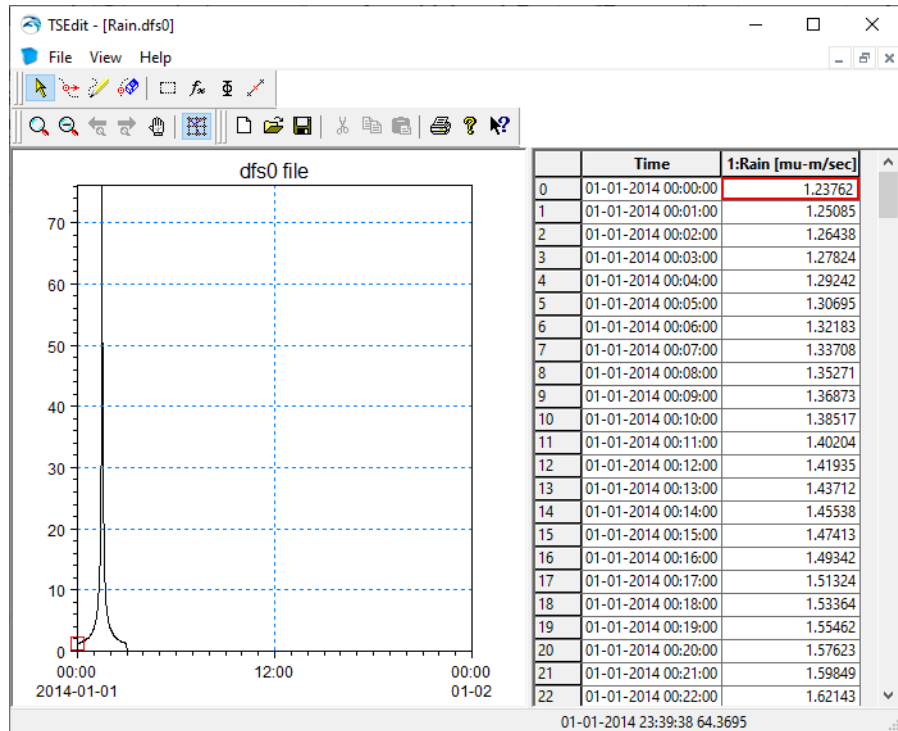 TSEdit - [Rain.dfs0]
File View Help
dfs0 file
70
60
50
40
30
20
10
0
00:00 12:00 00:00
2014-01-01 01-02
Time 1:Rain [mu-m/sec]
0 01-01-2014 00:00:00 1.23762
1 01-01-2014 00:01:00 1.25085
2 01-01-2014 00:02:00 1.26438
3 01-01-2014 00:03:00 1.27824
4 01-01-2014 00:04:00 1.29242
5 01-01-2014 00:05:00 1.30695
6 01-01-2014 00:06:00 1.32183
7 01-01-2014 00:07:00 1.33708
8 01-01-2014 00:08:00 1.35271
9 01-01-2014 00:09:00 1.36873
10 01-01-2014 00:10:00 1.38517
11 01-01-2014 00:11:00 1.40204
12 01-01-2014 00:12:00 1.41935
13 01-01-2014 00:13:00 1.43712
14 01-01-2014 00:14:00 1.45538
15 01-01-2014 00:15:00 1.47413
16 01-01-2014 00:16:00 1.49342
17 01-01-2014 00:17:00 1.51324
18 01-01-2014 00:18:00 1.53364
19 01-01-2014 00:19:00 1.55462
20 01-01-2014 00:20:00 1.57623
21 01-01-2014 00:21:00 1.59849
22 01-01-2014 00:22:00 1.62143
01-01-2014 23:39:38 64.3695